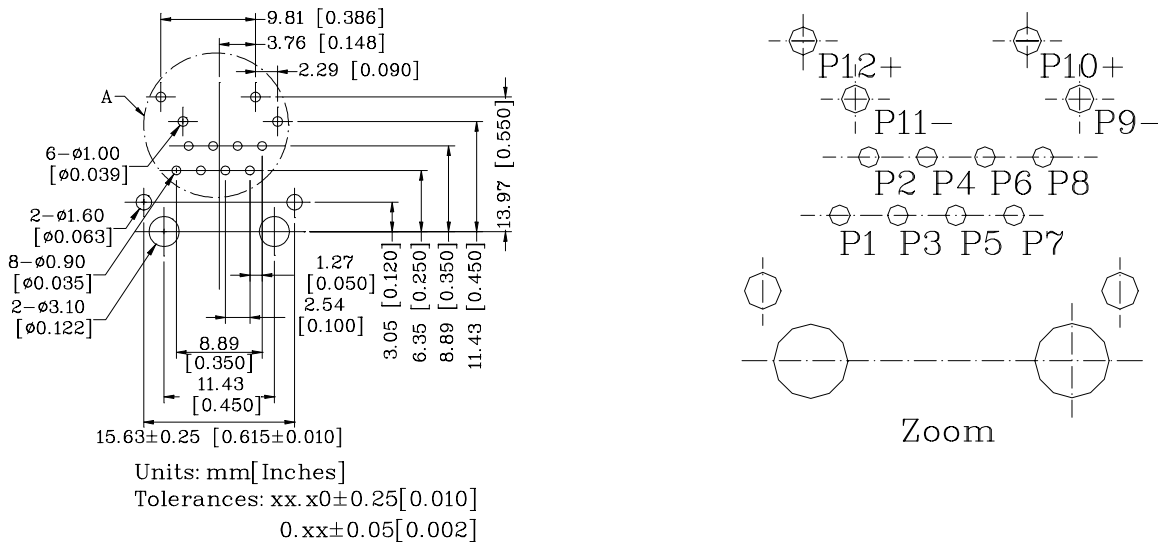 9.81 [0.386]
3.76 [0.148]
2.29 [0.090]
A
6-ø1.00
[ø0.039]
2-ø1.60
[ø0.063]
8-ø0.90
[ø0.035]
2-ø3.10
[ø0.122]
1.27
[0.050]
2.54
[0.100]
8.89
[0.350]
11.43
[0.450]
15.63±0.25 [0.615±0.010]
3.05 [0.120]
6.35 [0.250]
8.89 [0.350]
11.43 [0.450]
13.97 [0.550]
Units: mm[Inches]
Tolerances: xx.x0±0.25[0.010]
0.xx±0.05[0.002]
P12+
P10+
P11-
P9-
P2 P4 P6 P8
P1 P3 P5 P7
Zoom